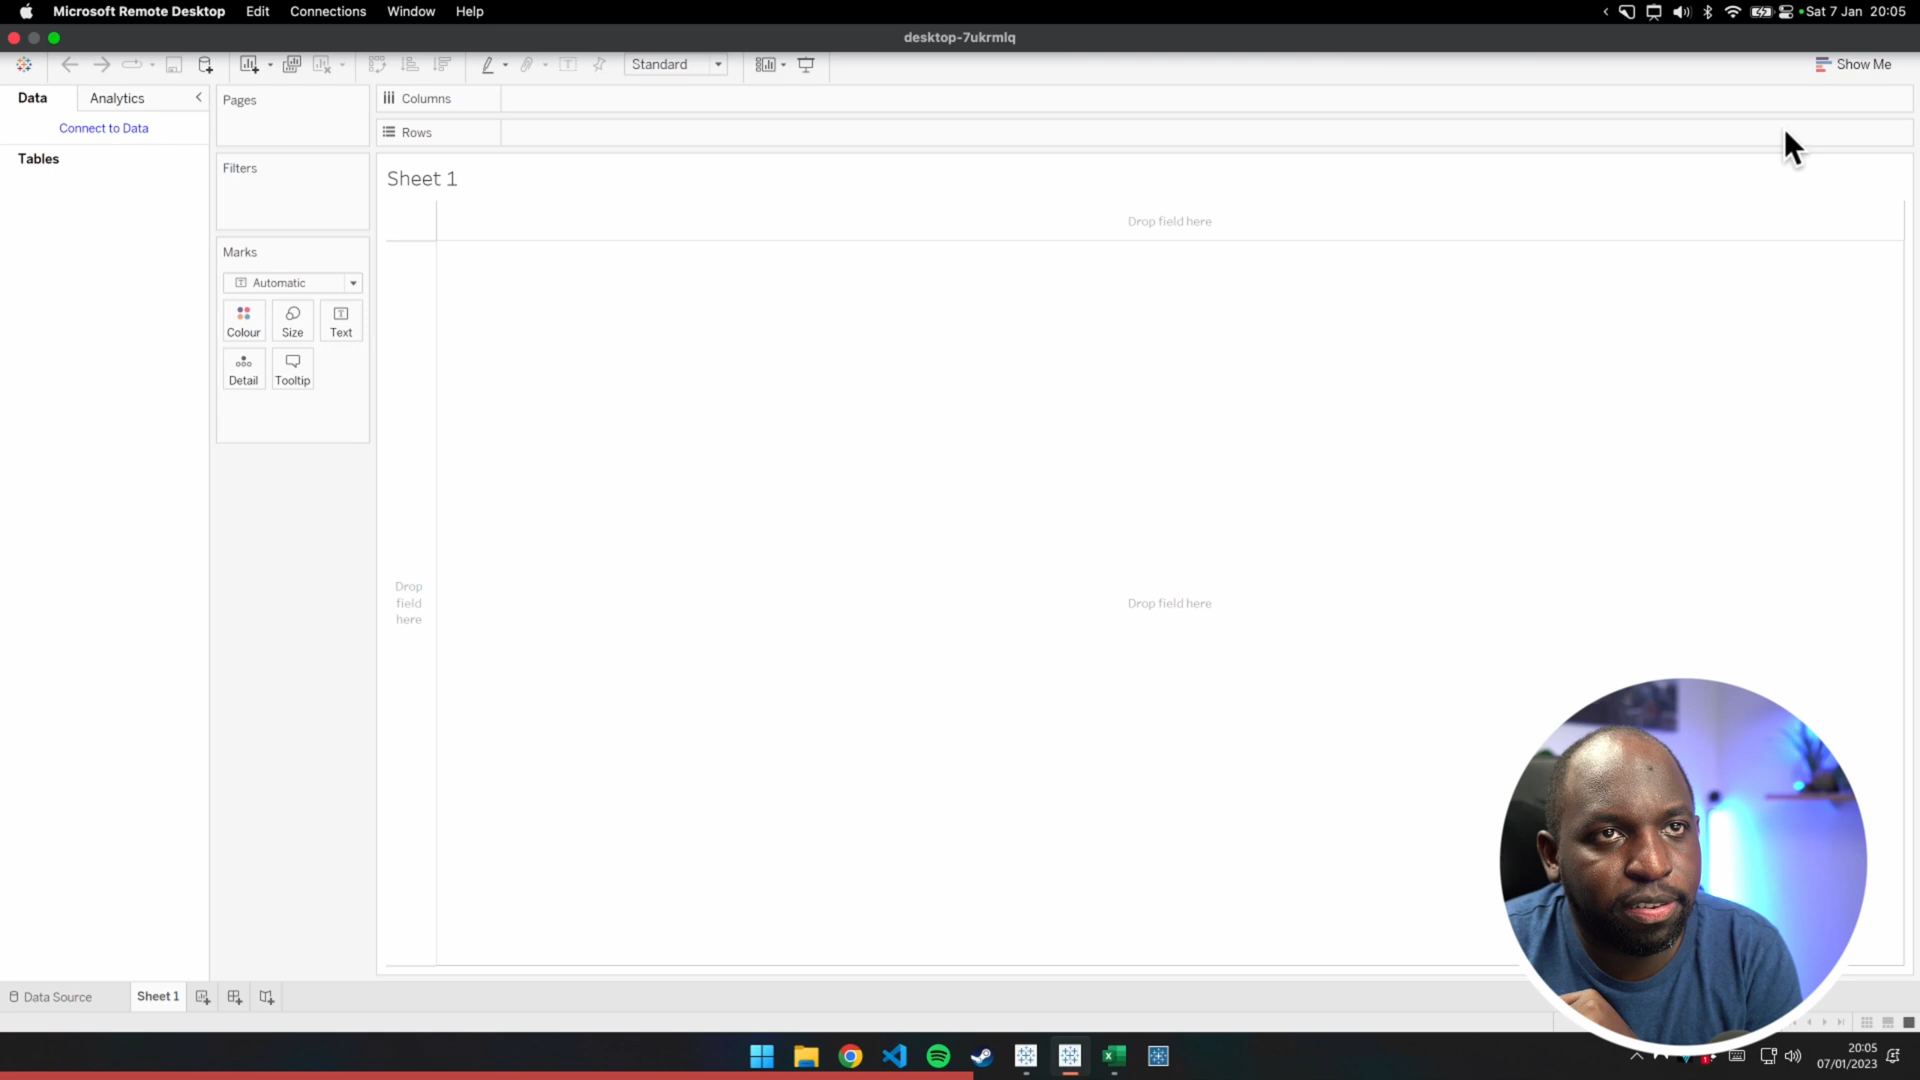 Microsoft Remote Desktop Edit Connections Window Help
Sat 7 Jan 20:05
desktop-7ukrmlq
Standard
Show Me
Data
Analytics
Pages
Columns
Connect to Data
Rows
Tables
Filters
Sheet 1
Drop field here
Marks
Automatic
Colour
Size
Text
Detail
Tooltip
Drop
field
here
Drop field here
Data Source
Sheet 1
20:05
07/01/2023